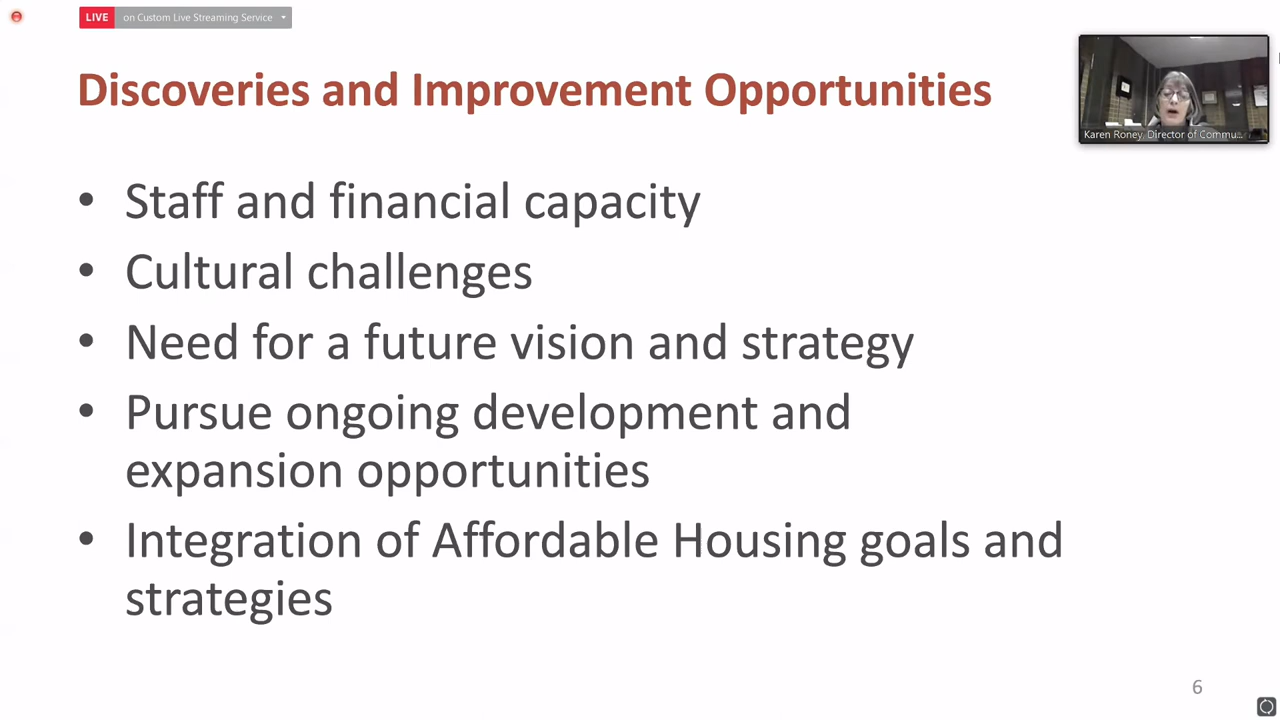 LIVE on Custom Live Streaming Service
Discoveries and Improvement Opportunities
Karen Roney, Director of Commu...
• Staff and financial capacity
• Cultural challenges
• Need for a future vision and strategy
• Pursue ongoing development and
expansion opportunities
• Integration of Affordable Housing goals and
strategies
6